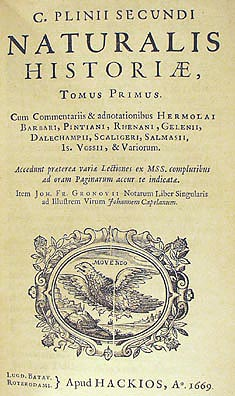 C. PLINII SECUNDI
NATURALIS
HISTORIÆ,
TOMUS PRIMUS.
Cum Commentariis & adnotationibus HERMOLAI
BARBARI, PINTIANI, RHENANI, GELENII,
DALECHAMPII, SCALIGERI, SALMASII,
IS. VOSSII, & Variorum.
Accedunt præterea variæ Lectiones ex MSS. compluribus
ad oram Paginarum accurate indicatæ.
Item JOH. FR. GRONOVII Notarum Liber Singularis
ad Illustrem Virum Johannem Capelanum.
MOVENDO
LUGD. BATAV.
ROTERODAMI.
Apud HACKIOS, Aº. 1669.